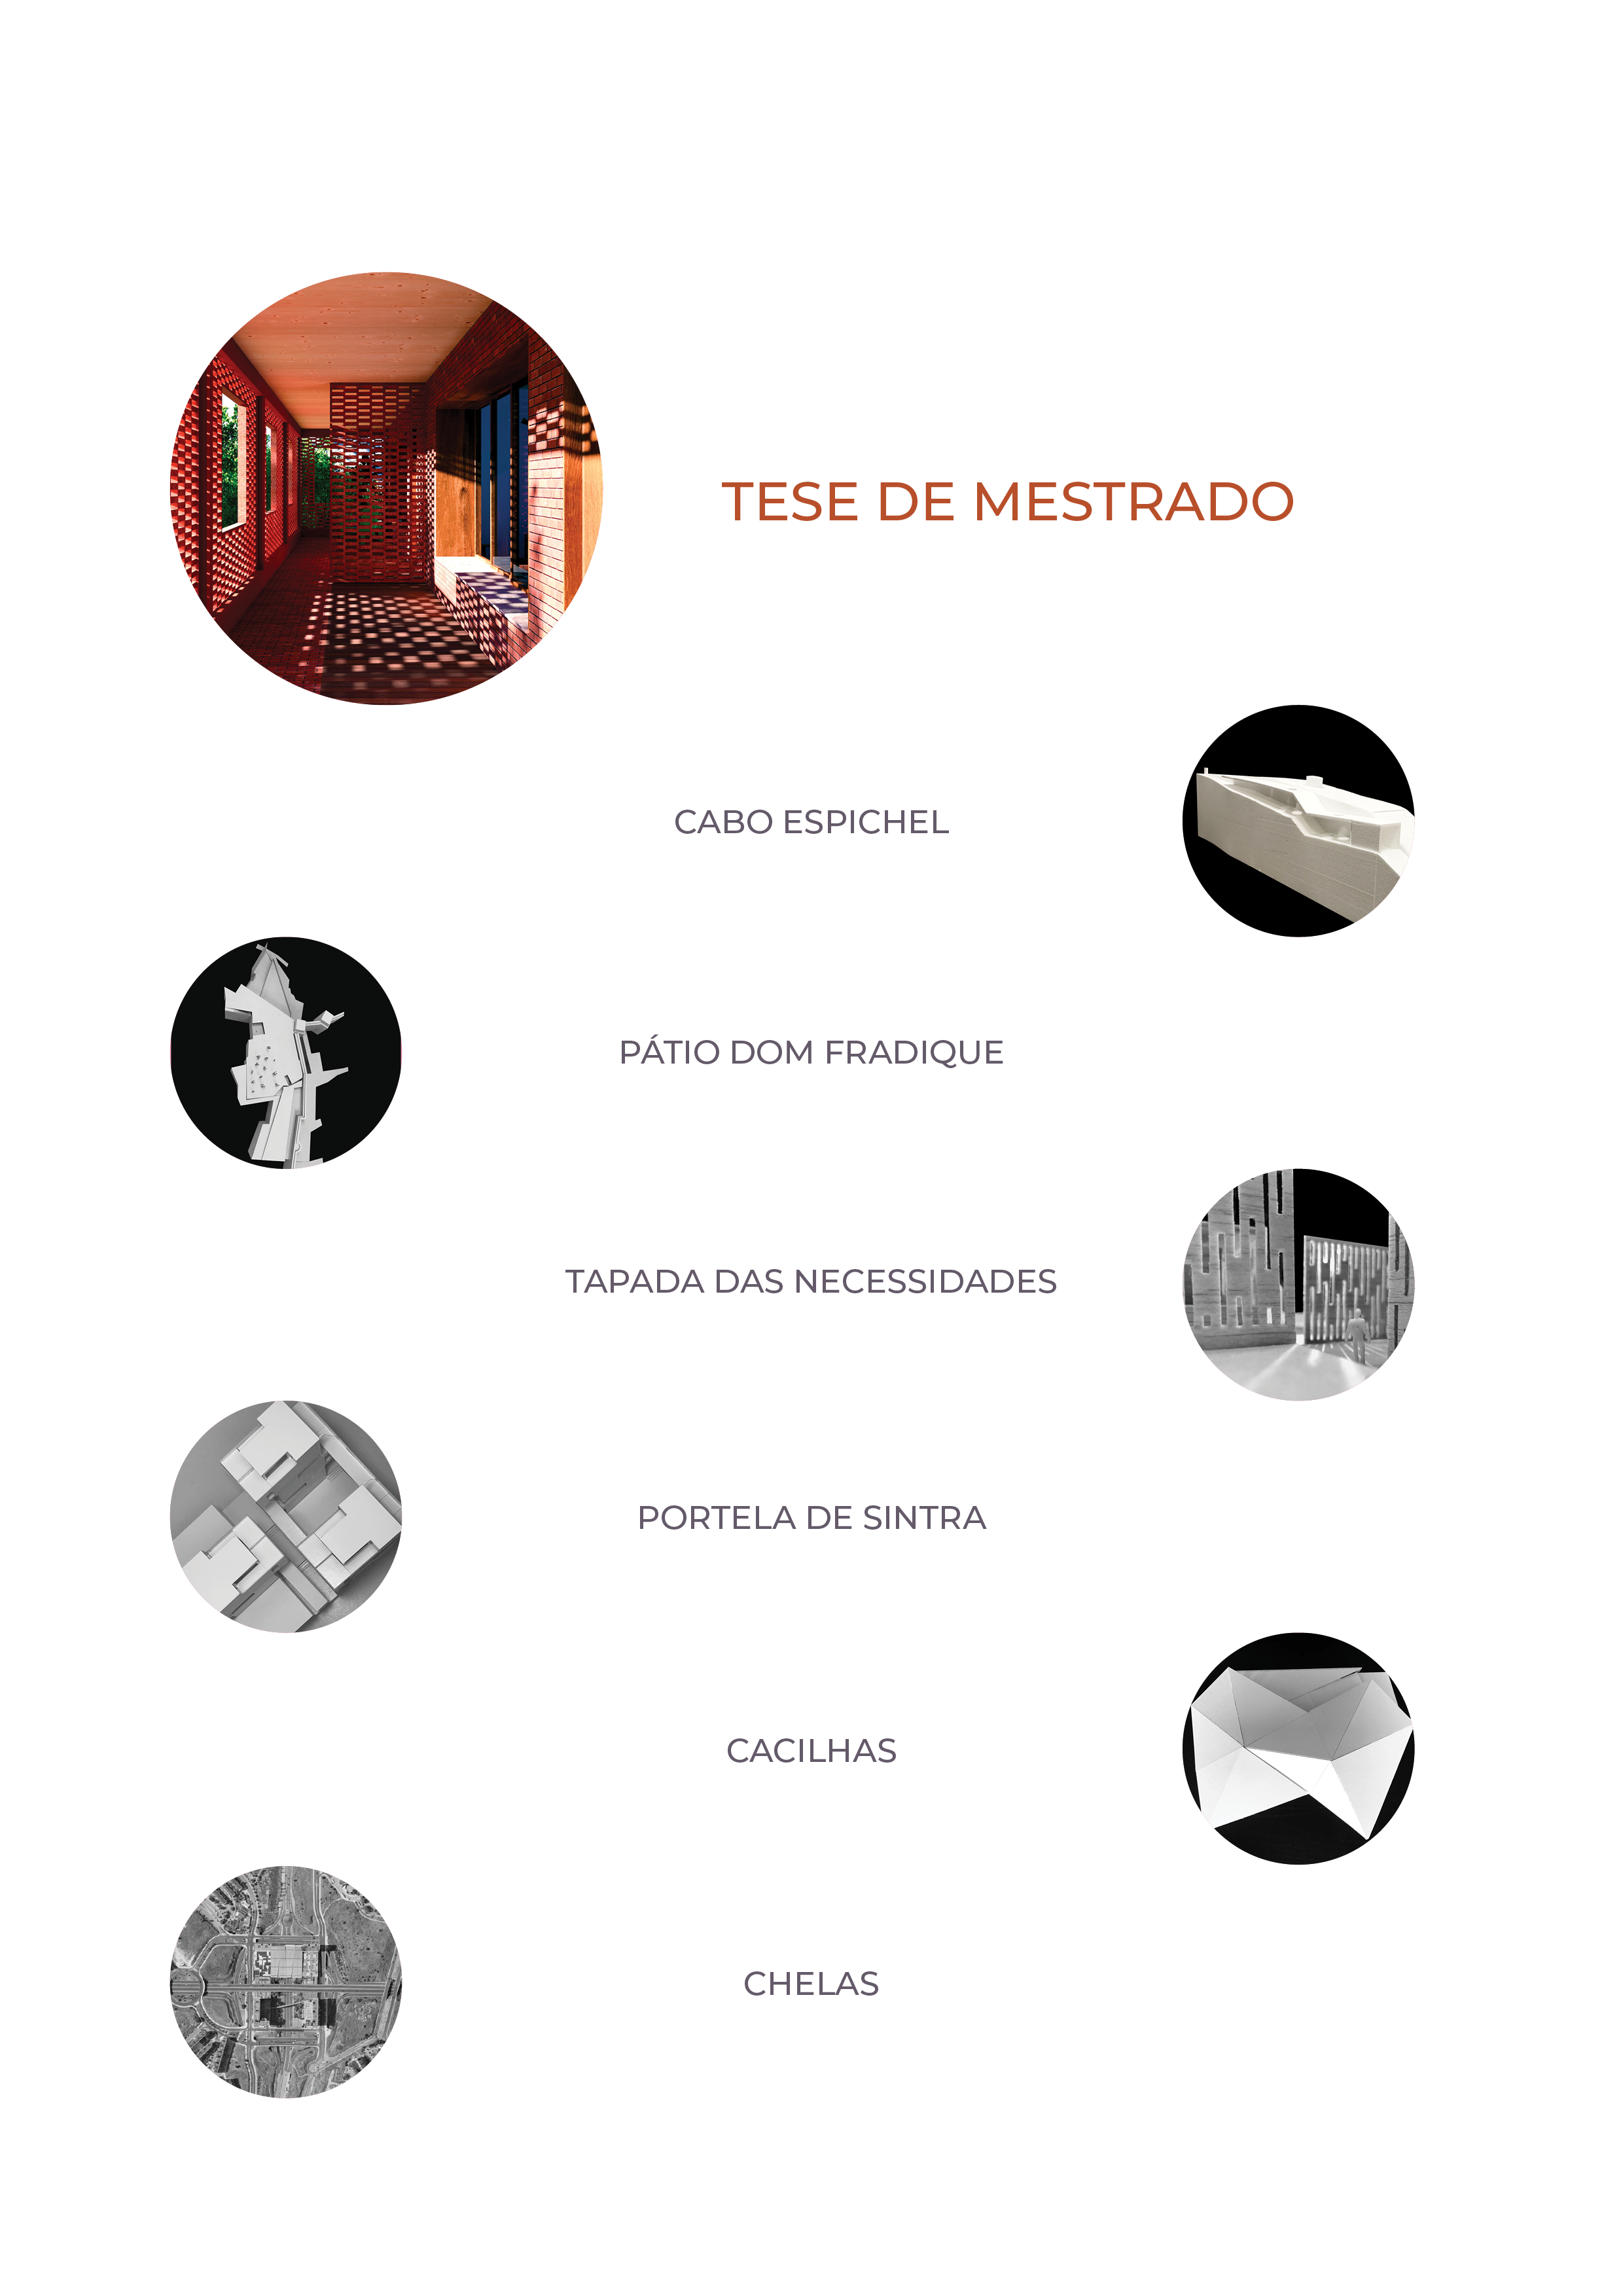 TESE DE MESTRADO
CABO ESPICHEL
PÁTIO DOM FRADIQUE
TAPADA DAS NECESSIDADES
PORTELA DE SINTRA
CACILHAS
CHELAS